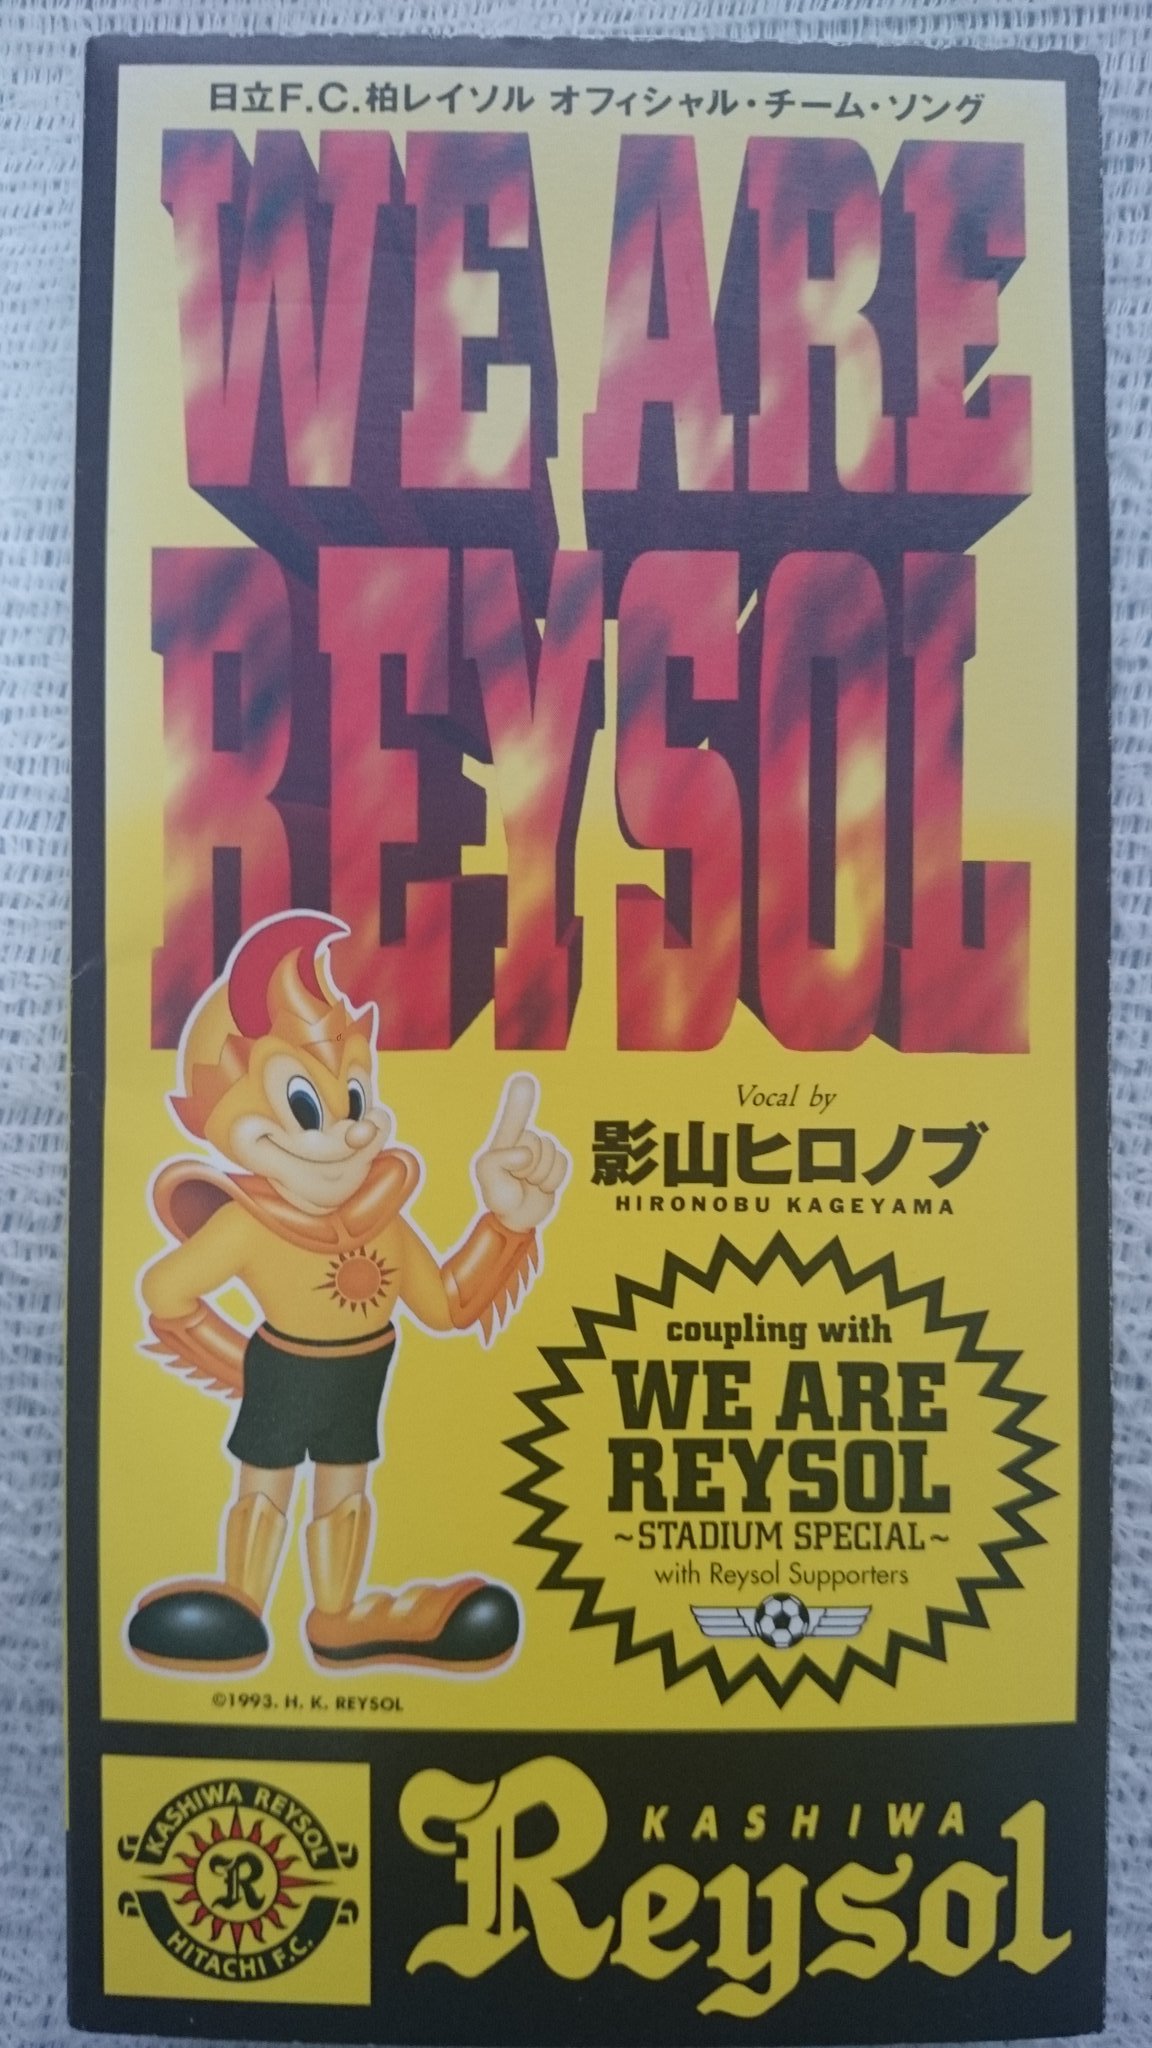 日立F.C.柏レイソル オフィシャル・チーム・ソング
WE ARE
REYSOL
Vocal by
影山ヒロノブ
HIRONOBU KAGEYAMA
coupling with
WE ARE
REYSOL
~STADIUM SPECIAL~
with Reysol Supporters
©1993. H. K. REYSOL
KASHIWA REYSOL
R
HITACHI F.C.
KASHIWA
Reysol